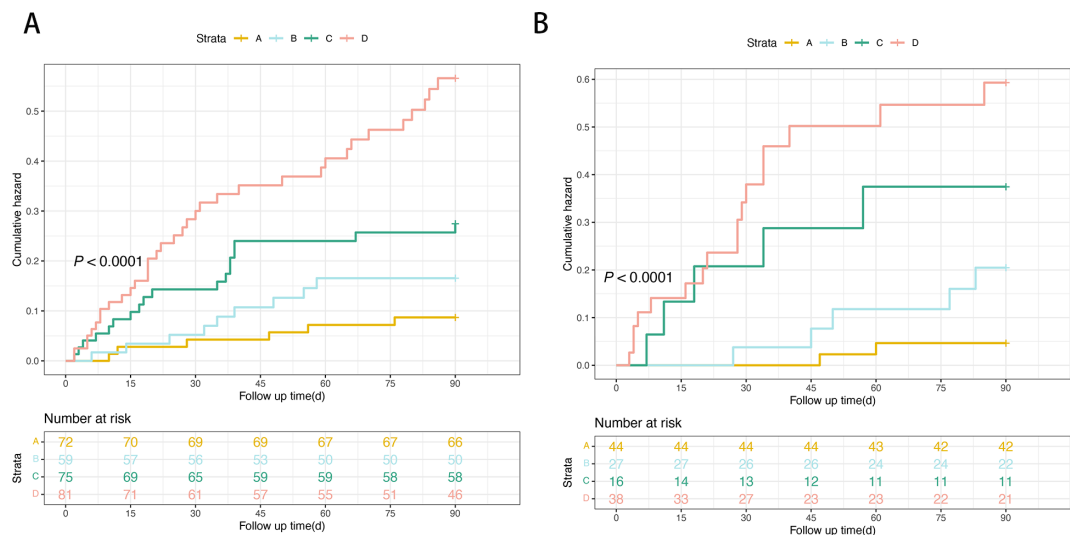 A
Strata A B C D
Cumulative hazard
0.5
0.4
0.3
0.2
0.1
0.0
P < 0.0001
0 15 30 45 60 75 90
Follow up time(d)
Number at risk
Strata
A 72 70 69 69 67 67 66
B 59 57 56 53 50 50 50
C 75 69 65 59 59 58 58
D 81 71 61 57 55 51 46
0 15 30 45 60 75 90
Follow up time(d)
B
Strata A B C D
Cumulative hazard
0.6
0.5
0.4
0.3
0.2
0.1
0.0
P < 0.0001
0 15 30 45 60 75 90
Follow up time(d)
Number at risk
Strata
A 44 44 44 44 43 42 42
B 27 27 26 26 24 24 22
C 16 14 13 12 11 11 11
D 38 33 27 23 23 22 21
0 15 30 45 60 75 90
Follow up time(d)